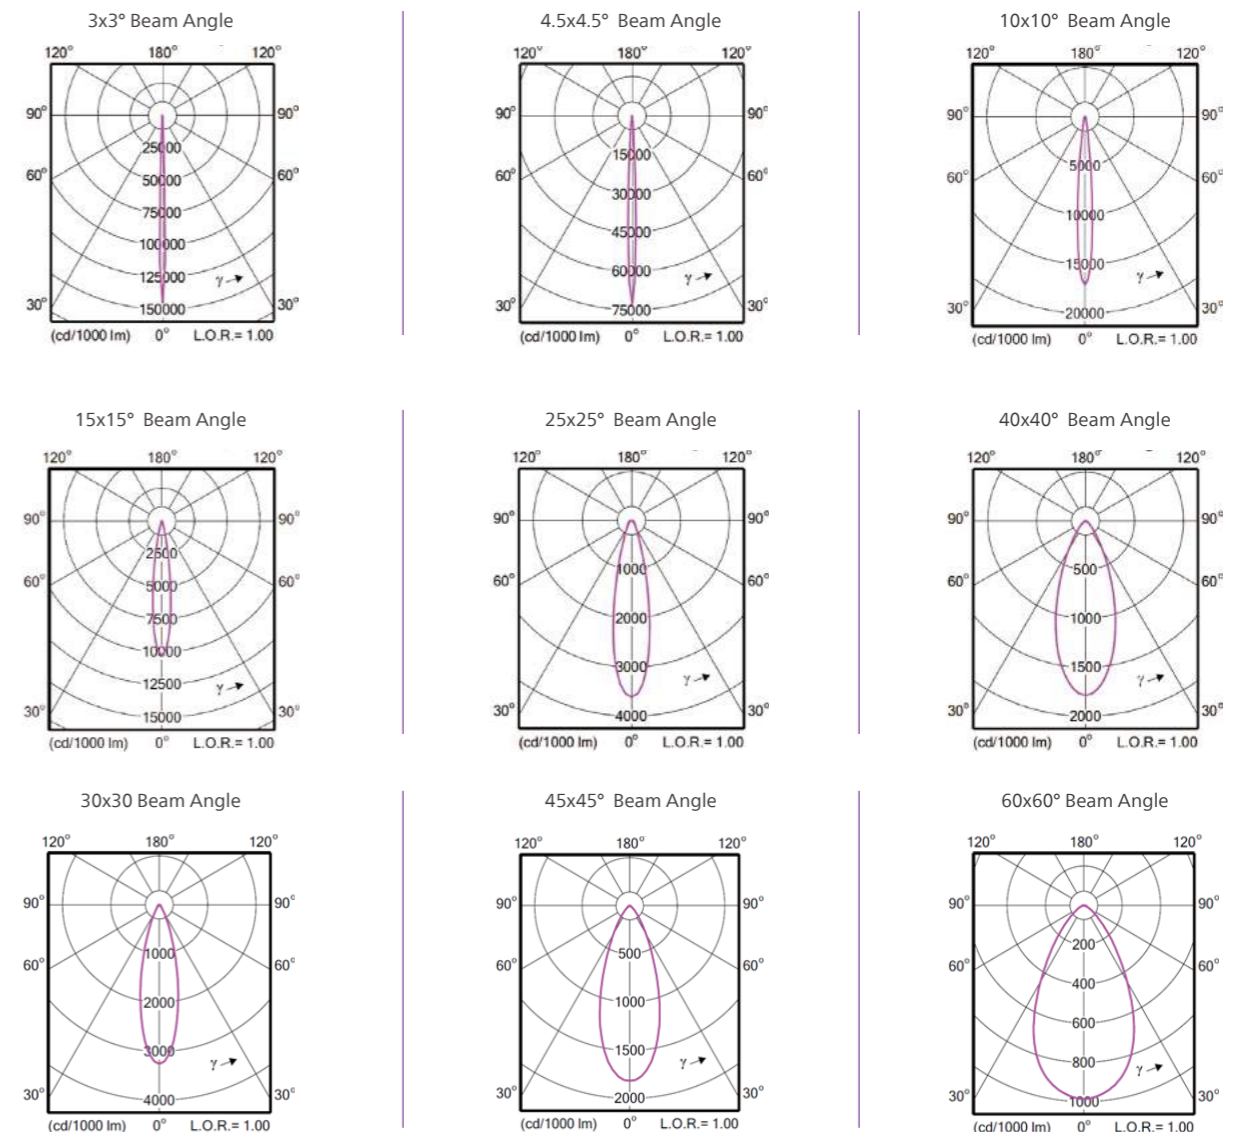 3x3° Beam Angle
120° 180° 120°
90° 90°
25000
60° 50000 60°
75000
100000
125000 γ
30° 150000 30°
(cd/1000 lm) 0° L.O.R.= 1.00
4.5x4.5° Beam Angle
120° 180° 120°
90° 90°
15000
60° 30000 60°
45000
60000 γ
30° 75000 30°
(cd/1000 lm) 0° L.O.R.= 1.00
10x10° Beam Angle
120° 180° 120°
90° 90°
5000
60° 60°
10000
15000 γ
30° 20000 30°
(cd/1000 lm) 0° L.O.R.= 1.00
15x15° Beam Angle
120° 180° 120°
90° 90°
2500
60° 5000 60°
7500
10000
12500 γ
30° 15000 30°
(cd/1000 lm) 0° L.O.R.= 1.00
25x25° Beam Angle
120° 180° 120°
90° 90°
1000
60° 60°
2000
3000 γ
30° 4000 30°
(cd/1000 lm) 0° L.O.R.= 1.00
40x40° Beam Angle
120° 180° 120°
90° 90°
500
60° 60°
1000
1500 γ
30° 2000 30°
(cd/1000 lm) 0° L.O.R.= 1.00
30x30 Beam Angle
120° 180° 120°
90° 90°
1000
60° 60°
2000
3000 γ
30° 4000 30°
(cd/1000 lm) 0° L.O.R.= 1.00
45x45° Beam Angle
120° 180° 120°
90° 90°
500
60° 60°
1000
1500 γ
30° 2000 30°
(cd/1000 lm) 0° L.O.R.= 1.00
60x60° Beam Angle
120° 180° 120°
90° 90°
200
60° 400 60°
600
800 γ
30° 1000 30°
(cd/1000 lm) 0° L.O.R.= 1.00